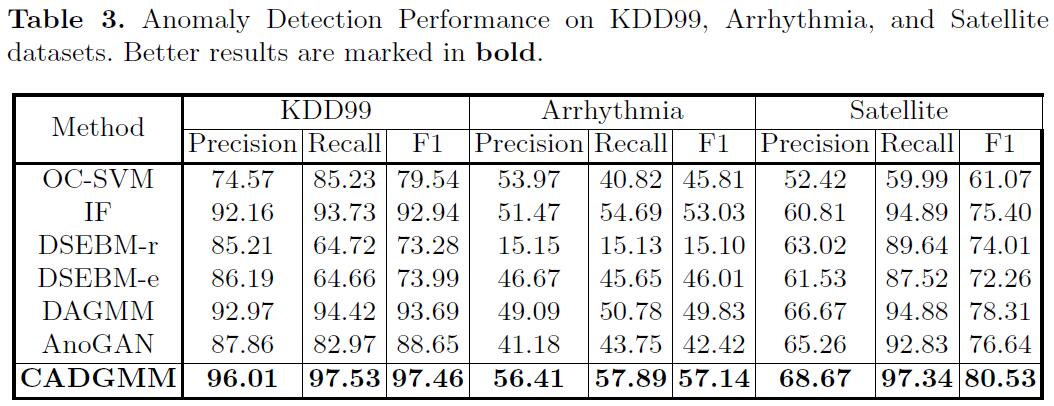 Table 3. Anomaly Detection Performance on KDD99, Arrhythmia, and Satellite
datasets. Better results are marked in bold.
Method KDD99 Arrhythmia Satellite
Precision Recall F1 Precision Recall F1 Precision Recall F1
OC-SVM 74.57 85.23 79.54 53.97 40.82 45.81 52.42 59.99 61.07
IF 92.16 93.73 92.94 51.47 54.69 53.03 60.81 94.89 75.40
DSEBM-r 85.21 64.72 73.28 15.15 15.13 15.10 63.02 89.64 74.01
DSEBM-e 86.19 64.66 73.99 46.67 45.65 46.01 61.53 87.52 72.26
DAGMM 92.97 94.42 93.69 49.09 50.78 49.83 66.67 94.88 78.31
AnoGAN 87.86 82.97 88.65 41.18 43.75 42.42 65.26 92.83 76.64
CADGMM 96.01 97.53 97.46 56.41 57.89 57.14 68.67 97.34 80.53